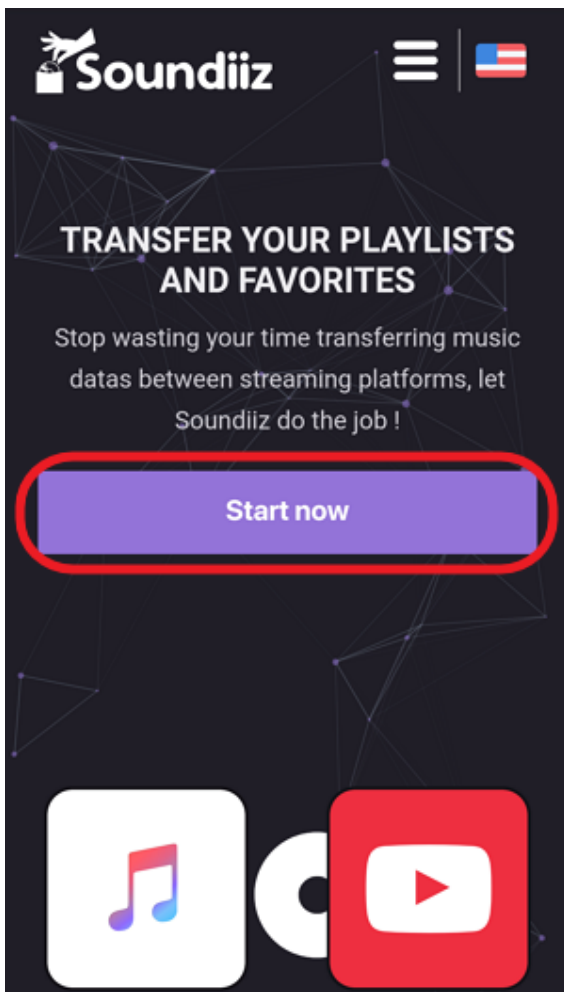 Soundiiz
TRANSFER YOUR PLAYLISTS
AND FAVORITES
Stop wasting your time transferring music
datas between streaming platforms, let
Soundiiz do the job !
Start now